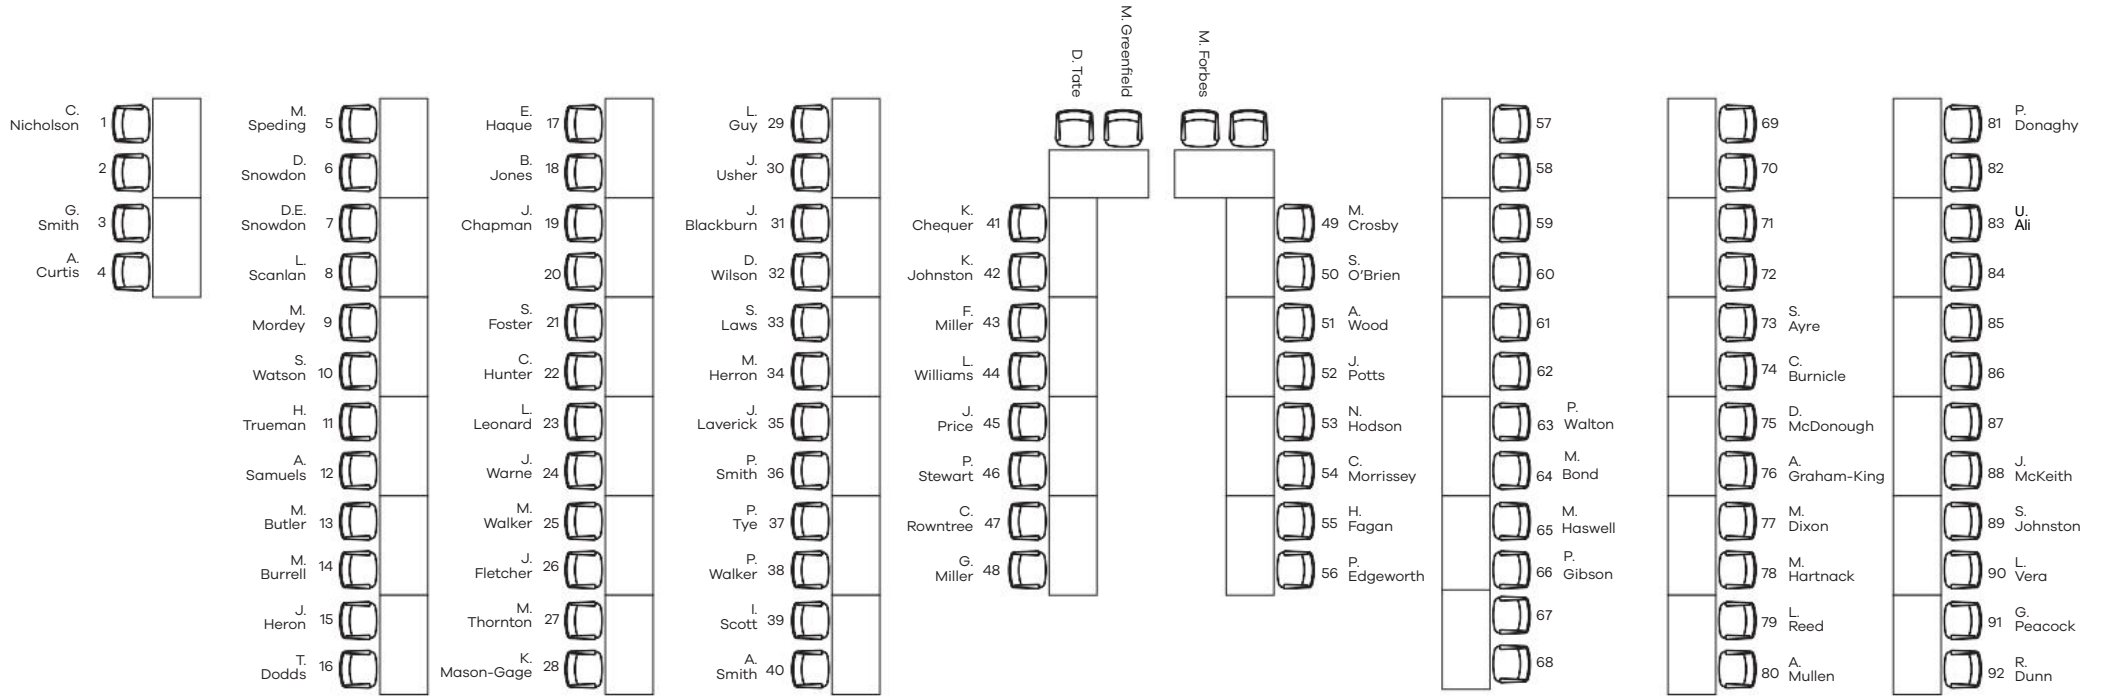 D. Tate
M. Greenfield
M. Forbes
C.
Nicholson 1
2
G.
Smith 3
A.
Curtis 4
M.
Speding 5
D.
Snowdon 6
D.E.
Snowdon 7
L.
Scanlan 8
M.
Mordey 9
S.
Watson 10
H.
Trueman 11
A.
Samuels 12
M.
Butler 13
M.
Burrell 14
J.
Heron 15
T.
Dodds 16
E.
Haque 17
B.
Jones 18
J.
Chapman 19
20
S.
Foster 21
C.
Hunter 22
L.
Leonard 23
J.
Warne 24
M.
Walker 25
J.
Fletcher 26
M.
Thornton 27
K.
Mason-Gage 28
L.
Guy 29
J.
Usher 30
J.
Blackburn 31
D.
Wilson 32
S.
Laws 33
M.
Herron 34
J.
Laverick 35
P.
Smith 36
P.
Tye 37
P.
Walker 38
I.
Scott 39
A.
Smith 40
K.
Chequer 41
K.
Johnston 42
F.
Miller 43
L.
Williams 44
J.
Price 45
P.
Stewart 46
C.
Rowntree 47
G.
Miller 48
M.
49 Crosby
S.
50 O'Brien
A.
51 Wood
J.
52 Potts
N.
53 Hodson
C.
54 Morrissey
H.
55 Fagan
P.
56 Edgeworth
57
58
59
60
61
62
P.
63 Walton
M.
64 Bond
M.
65 Haswell
P.
66 Gibson
67
68
69
70
71
72
S.
73 Ayre
C.
74 Burnicle
D.
75 McDonough
A.
76 Graham-King
M.
77 Dixon
M.
78 Hartnack
L.
79 Reed
A.
80 Mullen
P.
81 Donaghy
82
U.
83 Ali
84
85
86
87
J.
88 McKeith
S.
89 Johnston
L.
90 Vera
G.
91 Peacock
R.
92 Dunn